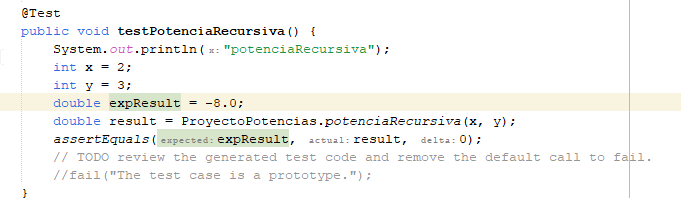 @Test
public void testPotenciaRecursiva() {
System.out.println( x: "potenciaRecursiva");
int x = 2;
int y = 3;
double expResult = -8.0;
double result = ProyectoPotencias.potenciaRecursiva(x, y);
assertEquals( expected: expResult, actual: result, delta: 0);
// TODO review the generated test code and remove the default call to fail.
//fail("The test case is a prototype.");
}